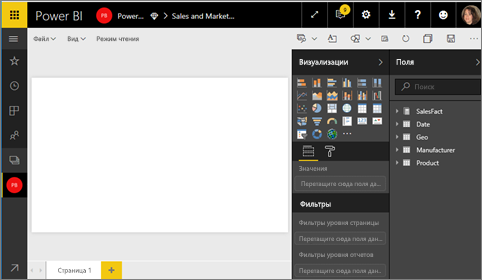 Power BI PB Power... Sales and Market... 9
Файл Вид Режим чтения
Визуализации
Поля
Поиск
SalesFact
Date
Geo
Manufacturer
Product
Значения
Перетащите сюда поля да...
Фильтры
Фильтры уровня страницы
Перетащите сюда поля дан...
Фильтры уровня отчетов
Перетащите сюда поля дан...
PB
Страница 1